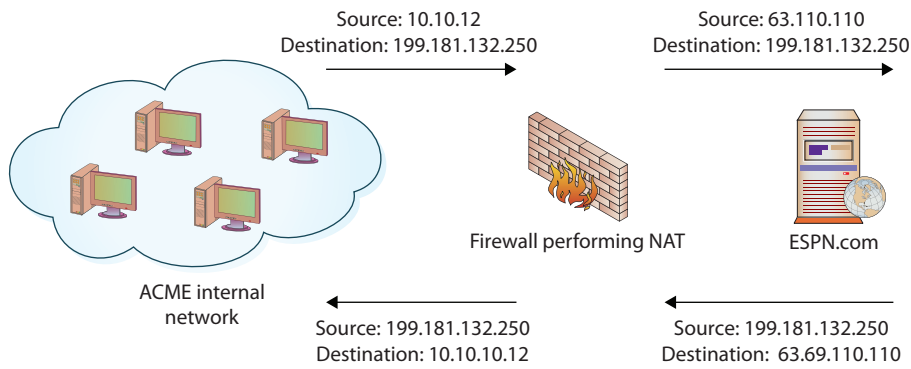 Source: 10.10.12
Destination: 199.181.132.250
Source: 63.110.110
Destination: 199.181.132.250
Firewall performing NAT
ESPN.com
ACME internal
network
Source: 199.181.132.250
Destination: 10.10.10.12
Source: 199.181.132.250
Destination: 63.69.110.110